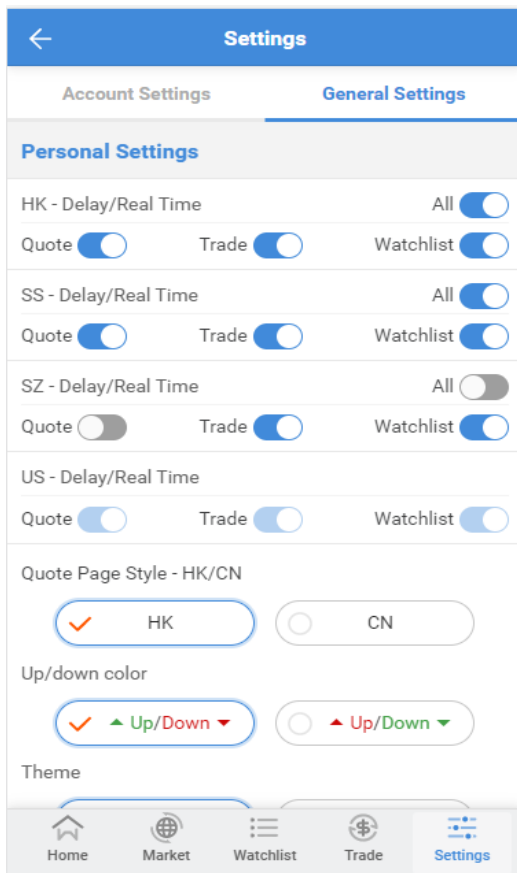 Settings
Account Settings General Settings
Personal Settings
HK - Delay/Real Time All
Quote Trade Watchlist
SS - Delay/Real Time All
Quote Trade Watchlist
SZ - Delay/Real Time All
Quote Trade Watchlist
US - Delay/Real Time
Quote Trade Watchlist
Quote Page Style - HK/CN
HK CN
Up/down color
Up/Down Up/Down
Theme
Home Market Watchlist Trade Settings